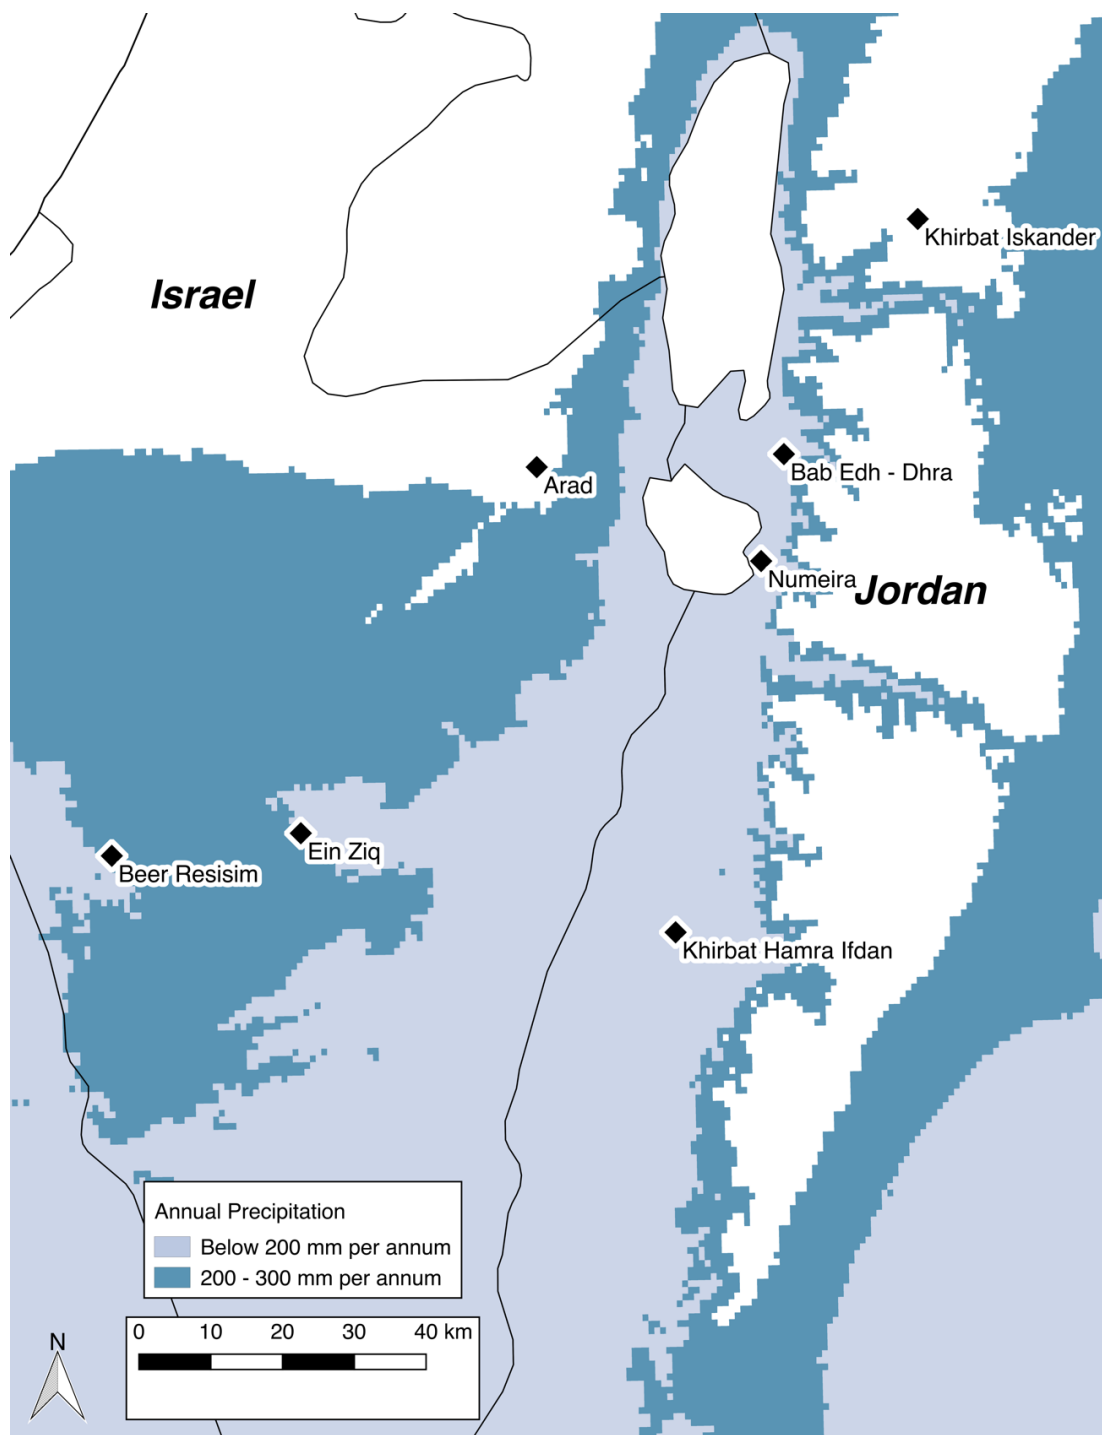 Khirbat Iskander
Israel
Bab Edh - Dhra
Arad
Numeira
Jordan
Ein Ziq
Beer Resisim
Khirbat Hamra Ifdan
Annual Precipitation
Below 200 mm per annum
200 - 300 mm per annum
0 10 20 30 40 km
N